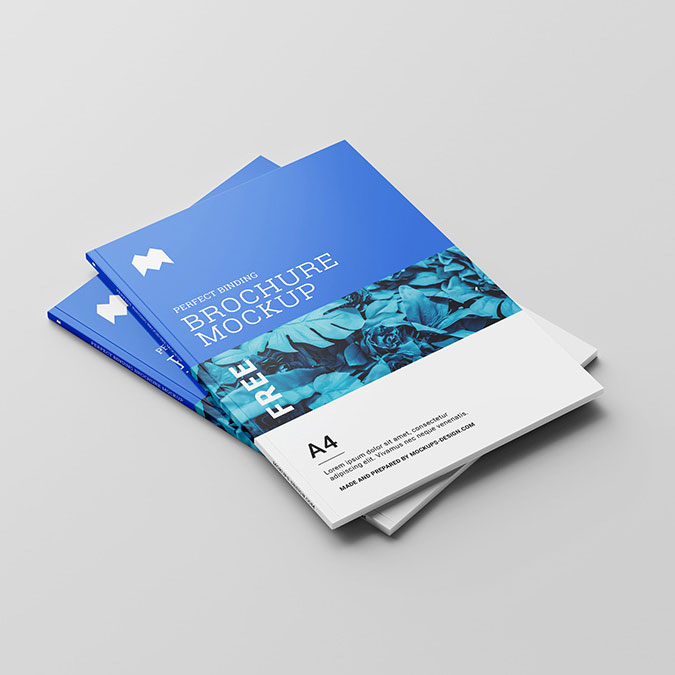 PERFECT BINDING
BROCHURE
MOCKUP
FREE
A4
Lorem ipsum dolor sit amet, consectetur
adipiscing elit. Vivamus nec neque venenatis.
MADE AND PREPARED BY MOCKUPS-DESIGN.COM
PERFECT BINDING BROCHURE MOCKUP